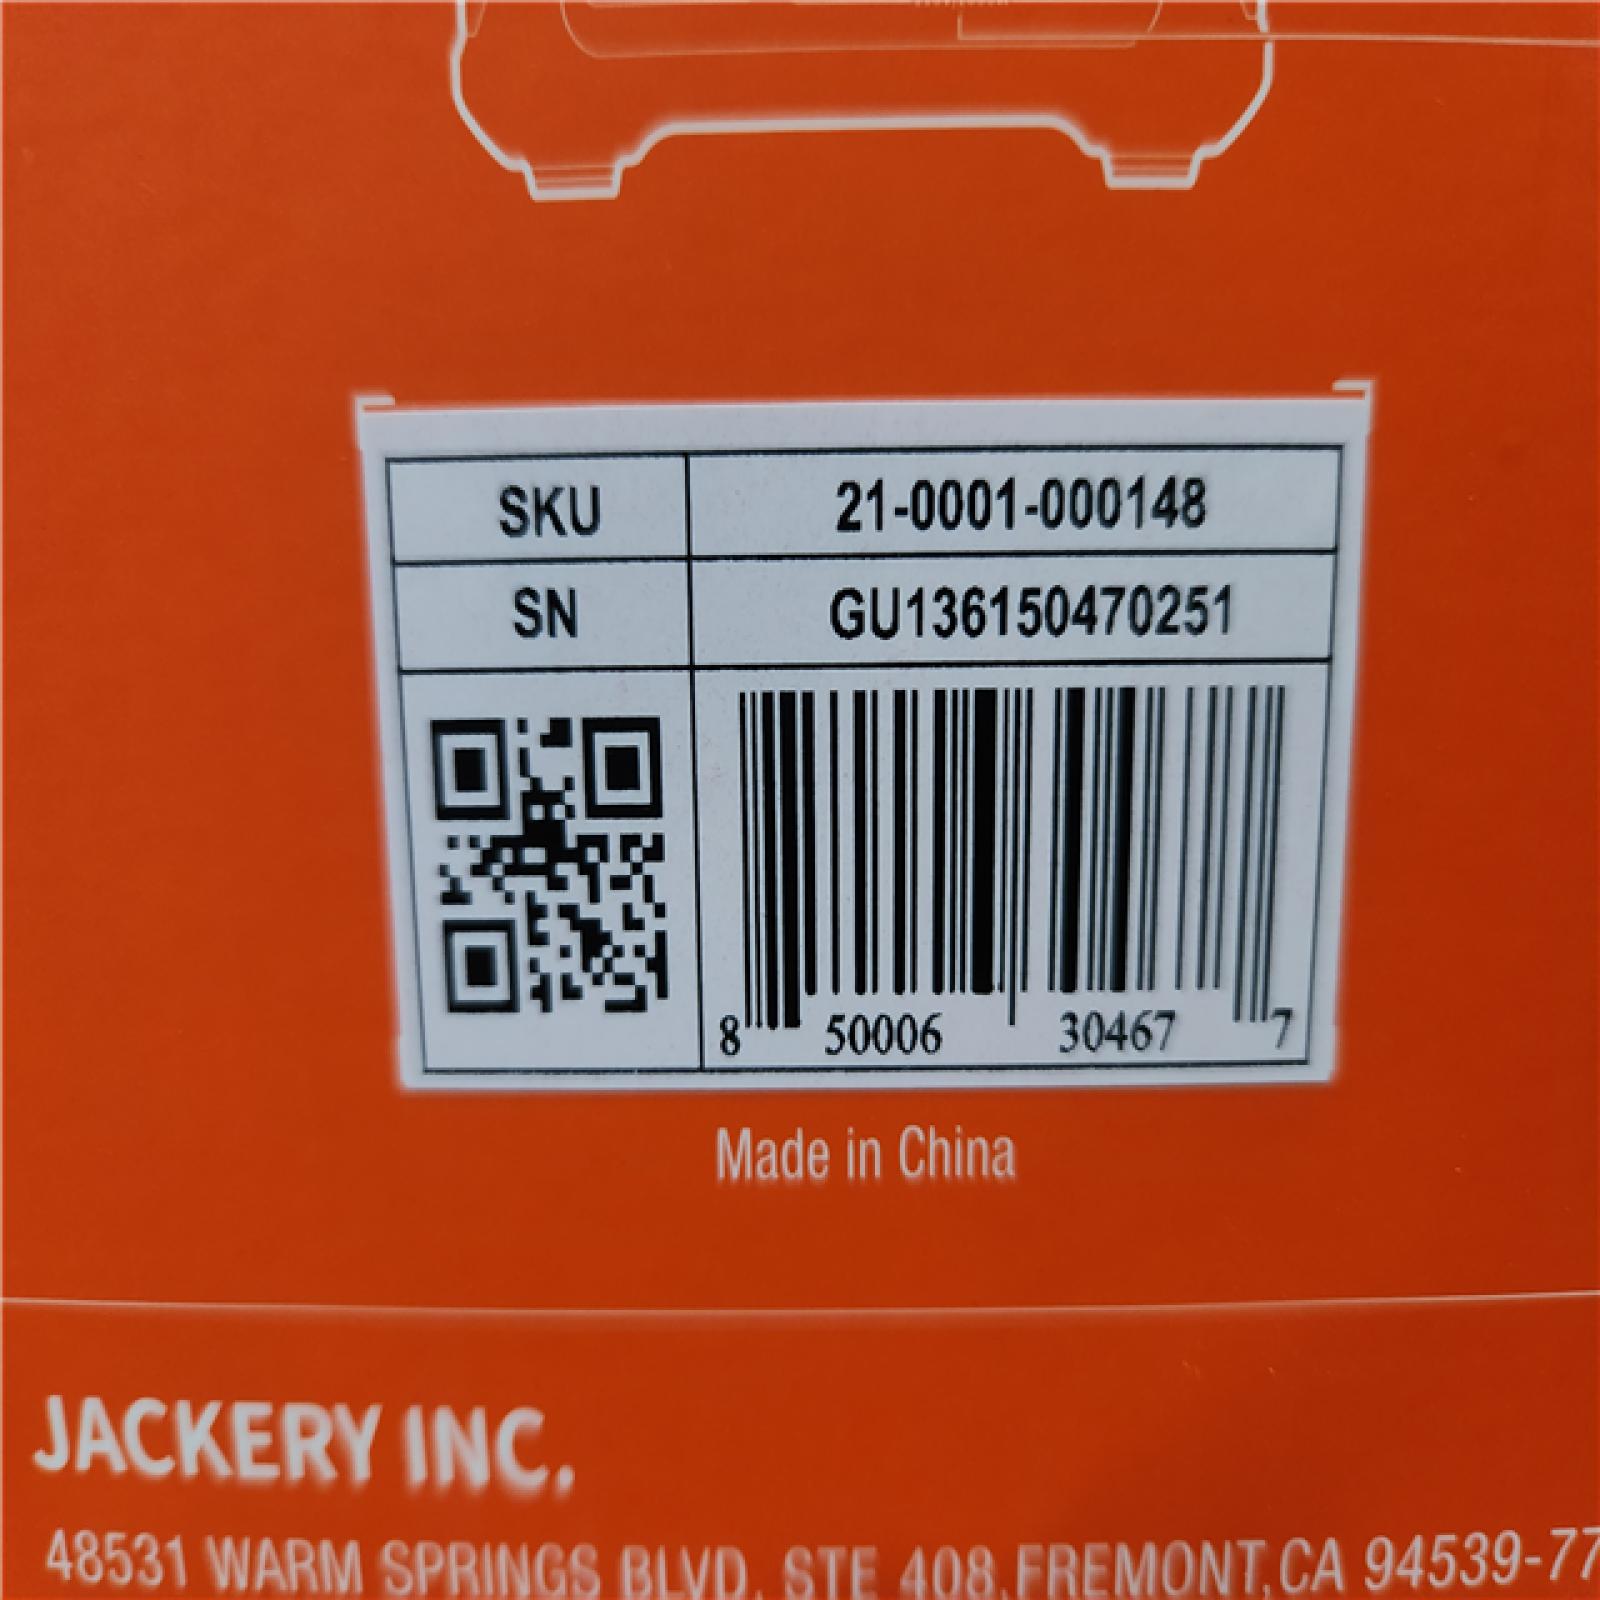 SKU 21-0001-000148
SN GU136150470251
8 50006 30467 7
Made in China
JACKERY INC.
48531 WARM SPRINGS BLVD. STE 408,FREMONT,CA 94539-77